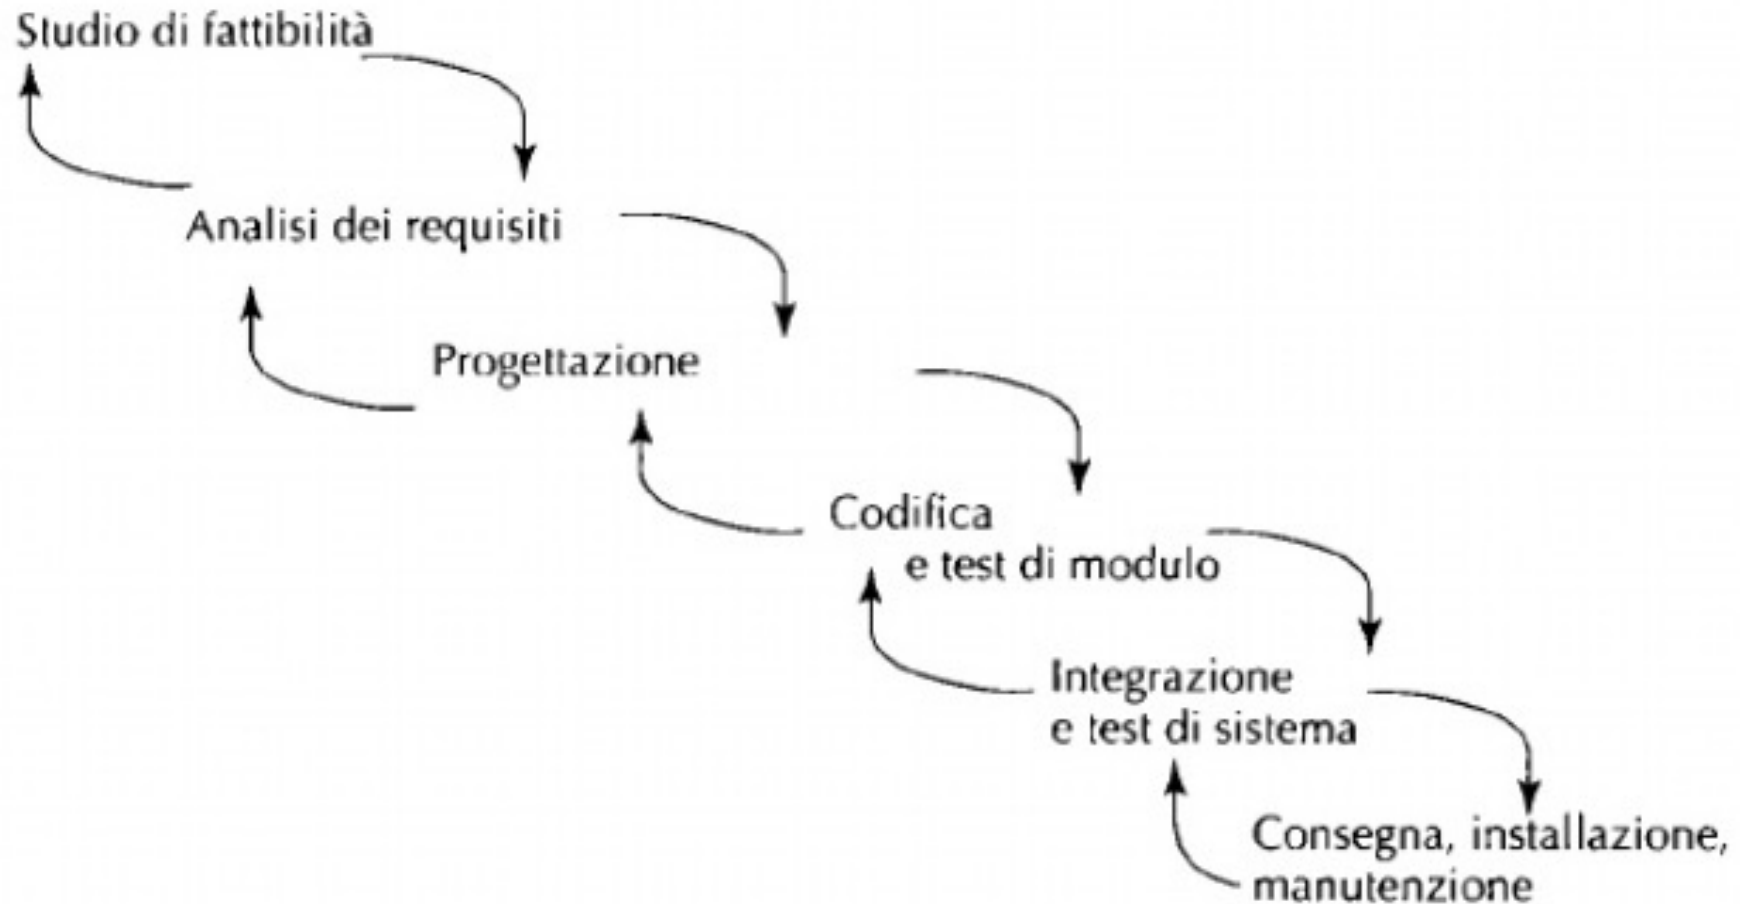 Studio di fattibilità
Analisi dei requisiti
Progettazione
Codifica
e test di modulo
Integrazione
e test di sistema
Consegna, installazione,
manutenzione